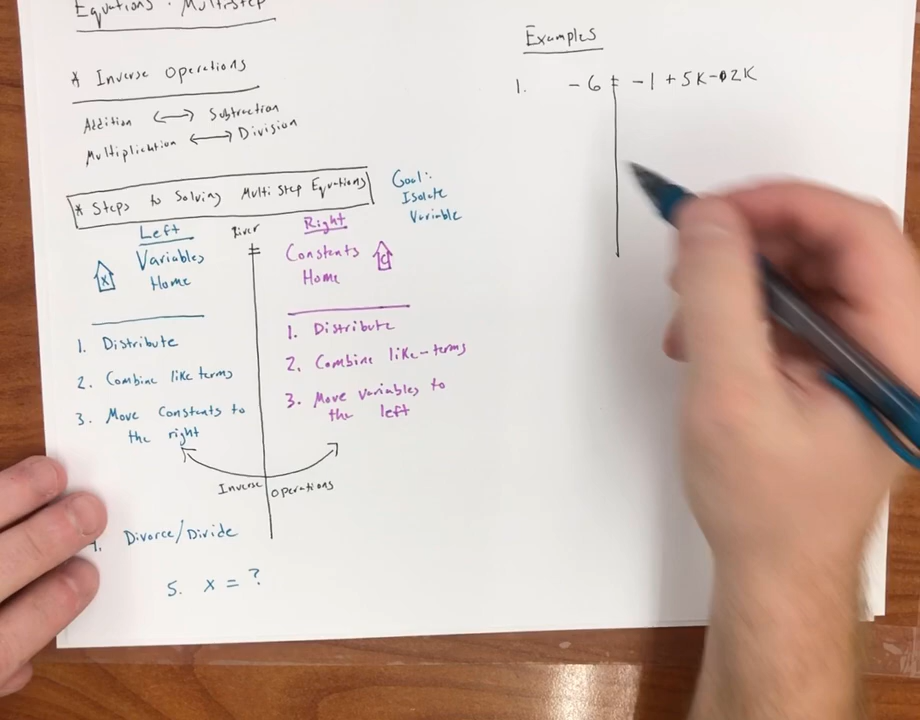 Equations: Multistep
* Inverse Operations
Addition ⟷ Subtraction
Multiplication ⟷ Division
* Steps to Solving Multi Step Equations
Goal:
Isolate
Variable
Left
River
Right
Variables
Home
x
=
Constants
Home
c
1. Distribute
2. Combine like terms
3. Move Constants to
the right
1. Distribute
2. Combine like-terms
3. Move variables to
the left
Inverse Operations
4. Divorce/Divide
5. x = ?
Examples
1. -6 = -1 + 5K - 2K